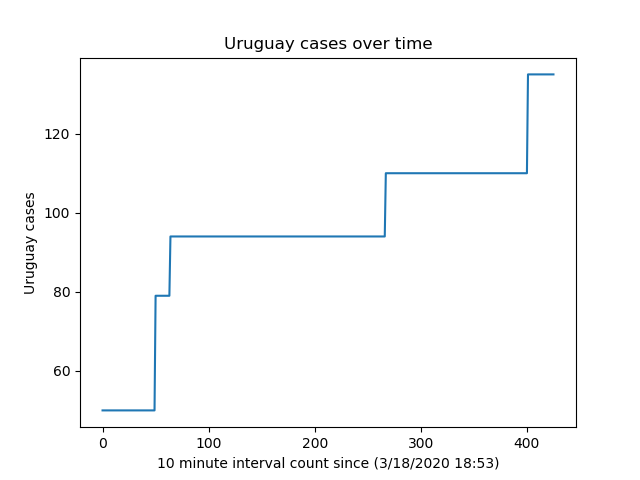 Uruguay cases over time
120
100
80
60
Uruguay cases
0 100 200 300 400
10 minute interval count since (3/18/2020 18:53)